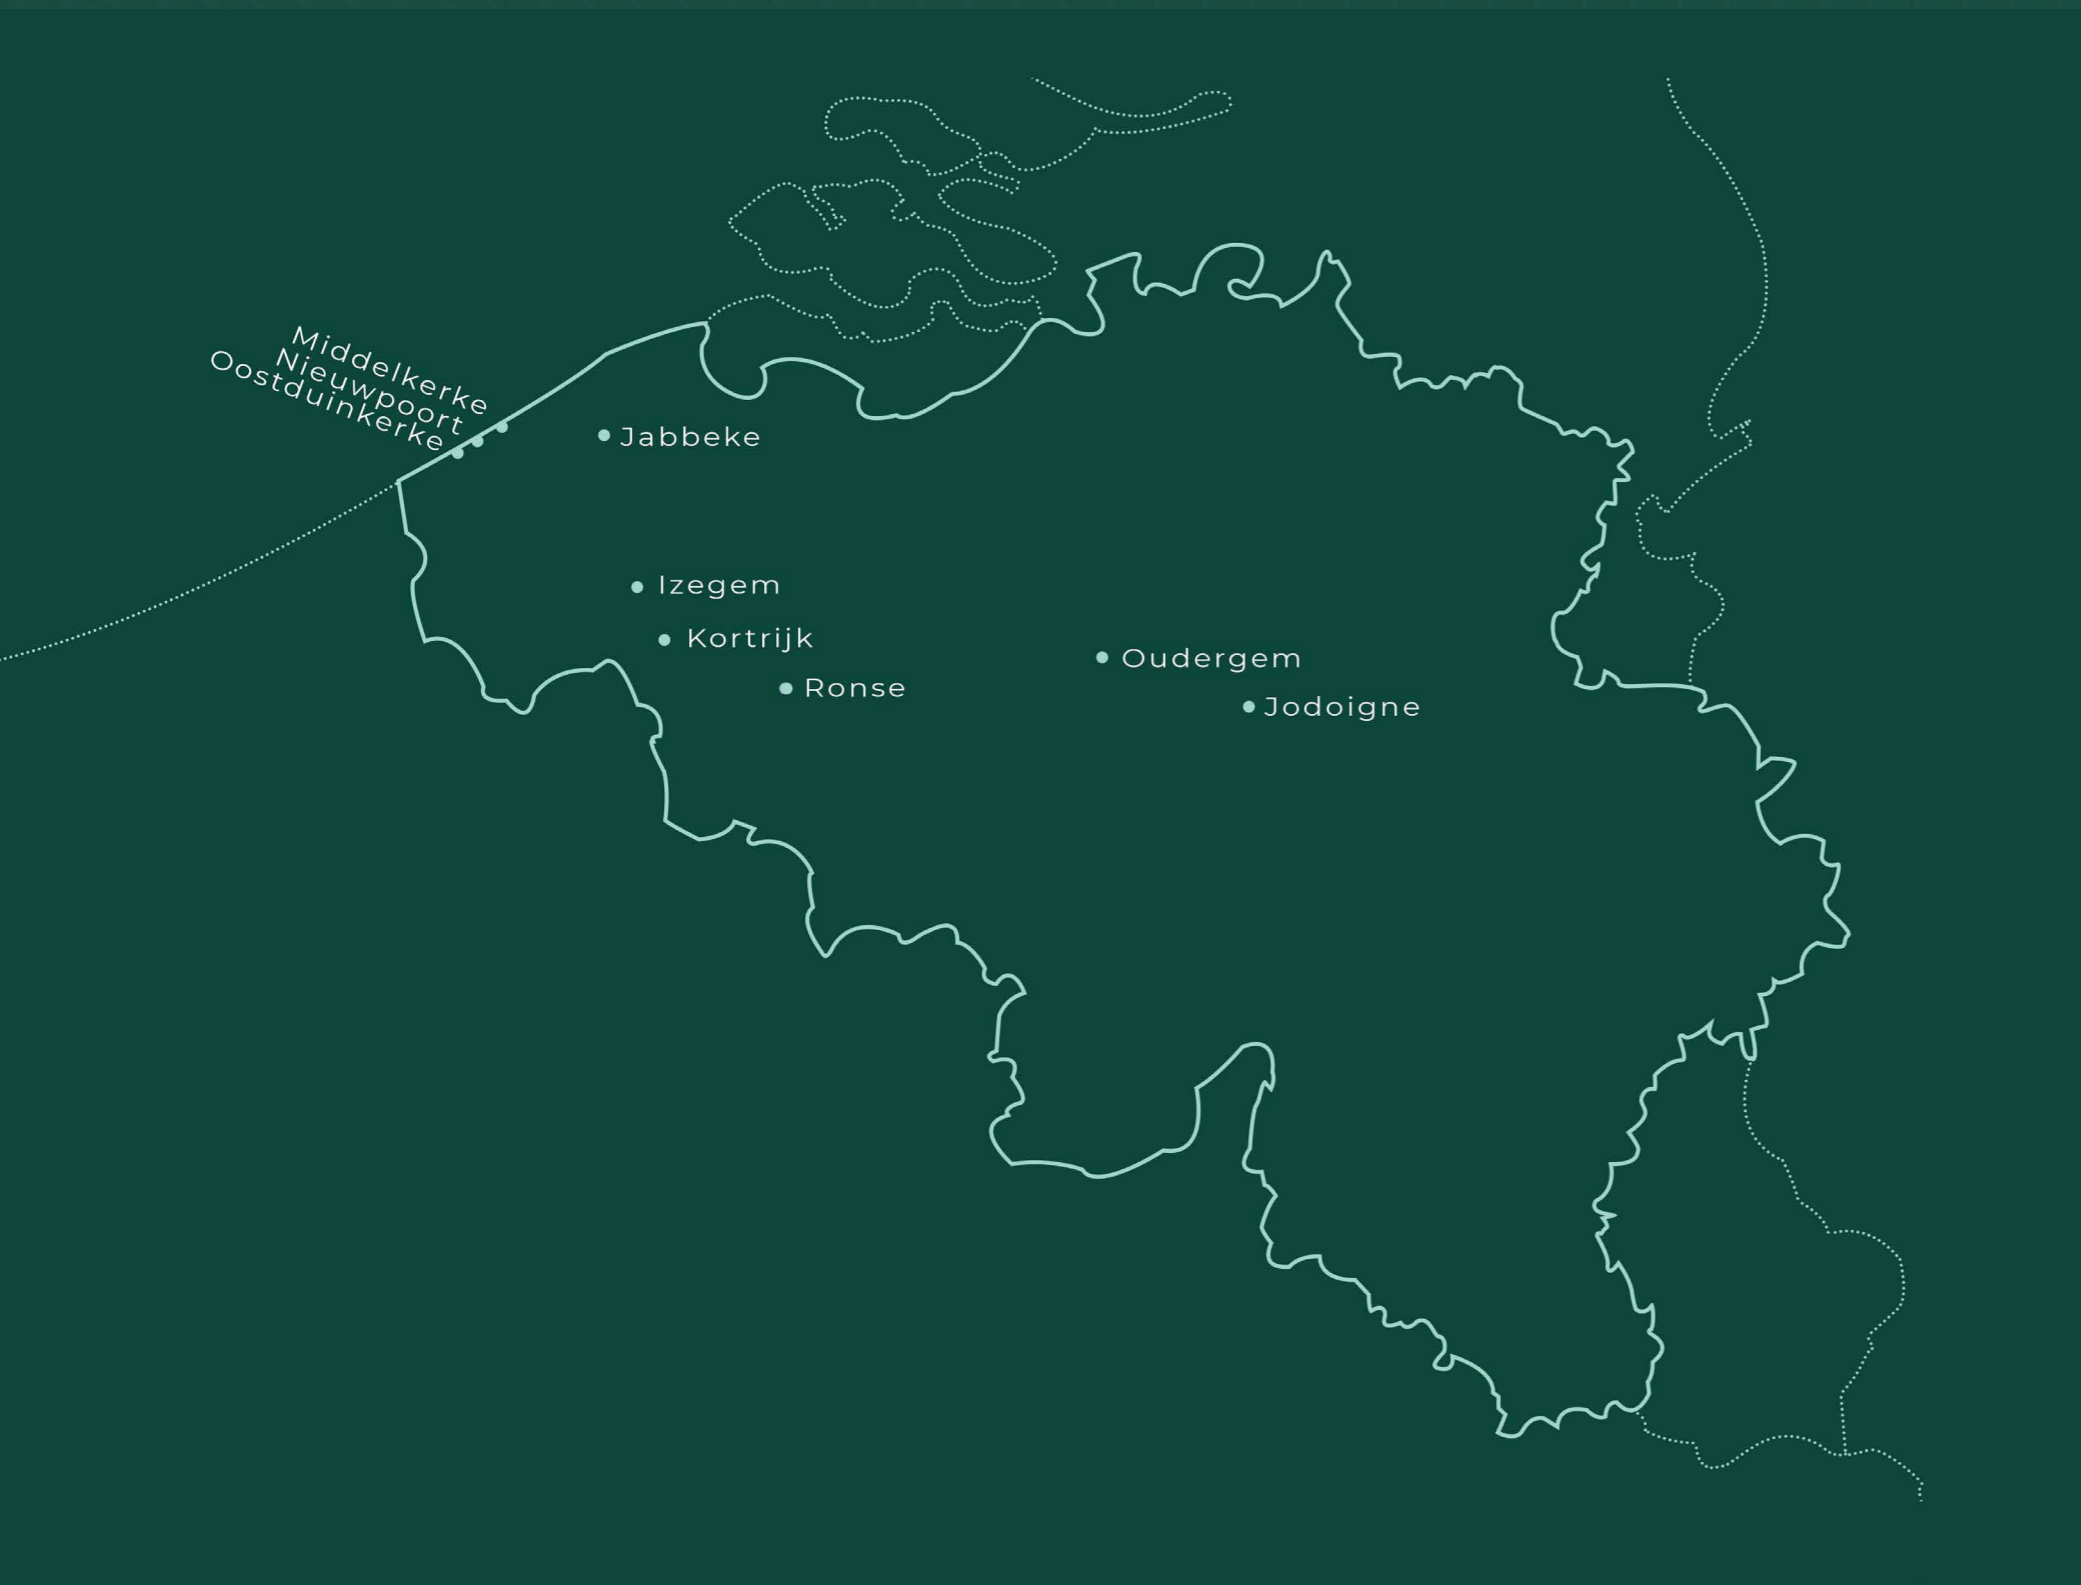 Middelkerke
Nieuwpoort
Oostduinkerke
Jabbeke
Izegem
Kortrijk
Oudergem
Ronse
Jodoigne